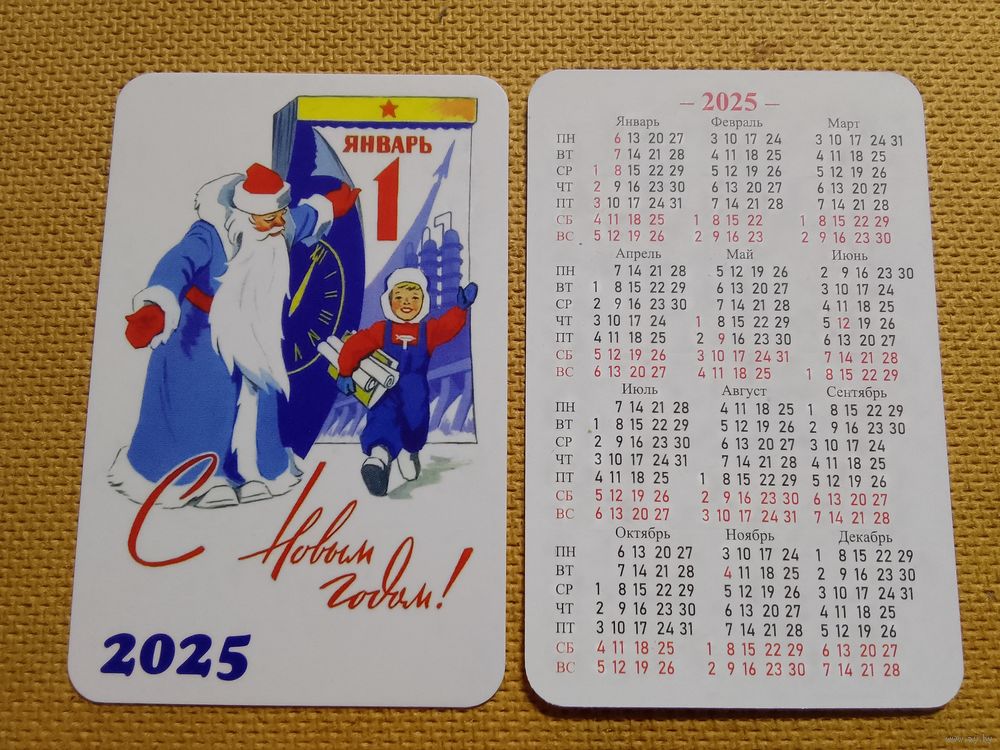 ЯНВАРЬ
1
С Новым
годом!
2025
– 2025 –
Январь Февраль Март
ПН 6 13 20 27 3 10 17 24 3 10 17 24 31
ВТ 7 14 21 28 4 11 18 25 4 11 18 25
СР 1 8 15 22 29 5 12 19 26 5 12 19 26
ЧТ 2 9 16 23 30 6 13 20 27 6 13 20 27
ПТ 3 10 17 24 31 7 14 21 28 7 14 21 28
СБ 4 11 18 25 1 8 15 22 1 8 15 22 29
ВС 5 12 19 26 2 9 16 23 2 9 16 23 30
Апрель Май Июнь
ПН 7 14 21 28 5 12 19 26 2 9 16 23 30
ВТ 1 8 15 22 29 6 13 20 27 3 10 17 24
СР 2 9 16 23 30 7 14 21 28 4 11 18 25
ЧТ 3 10 17 24 1 8 15 22 29 5 12 19 26
ПТ 4 11 18 25 2 9 16 23 30 6 13 20 27
СБ 5 12 19 26 3 10 17 24 31 7 14 21 28
ВС 6 13 20 27 4 11 18 25 1 8 15 22 29
Июль Август Сентябрь
ПН 7 14 21 28 4 11 18 25 1 8 15 22 29
ВТ 1 8 15 22 29 5 12 19 26 2 9 16 23 30
СР 2 9 16 23 30 6 13 20 27 3 10 17 24
ЧТ 3 10 17 24 31 7 14 21 28 4 11 18 25
ПТ 4 11 18 25 1 8 15 22 29 5 12 19 26
СБ 5 12 19 26 2 9 16 23 30 6 13 20 27
ВС 6 13 20 27 3 10 17 24 31 7 14 21 28
Октябрь Ноябрь Декабрь
ПН 6 13 20 27 3 10 17 24 1 8 15 22 29
ВТ 7 14 21 28 4 11 18 25 2 9 16 23 30
СР 1 8 15 22 29 5 12 19 26 3 10 17 24 31
ЧТ 2 9 16 23 30 6 13 20 27 4 11 18 25
ПТ 3 10 17 24 31 7 14 21 28 5 12 19 26
СБ 4 11 18 25 1 8 15 22 29 6 13 20 27
ВС 5 12 19 26 2 9 16 23 30 7 14 21 28